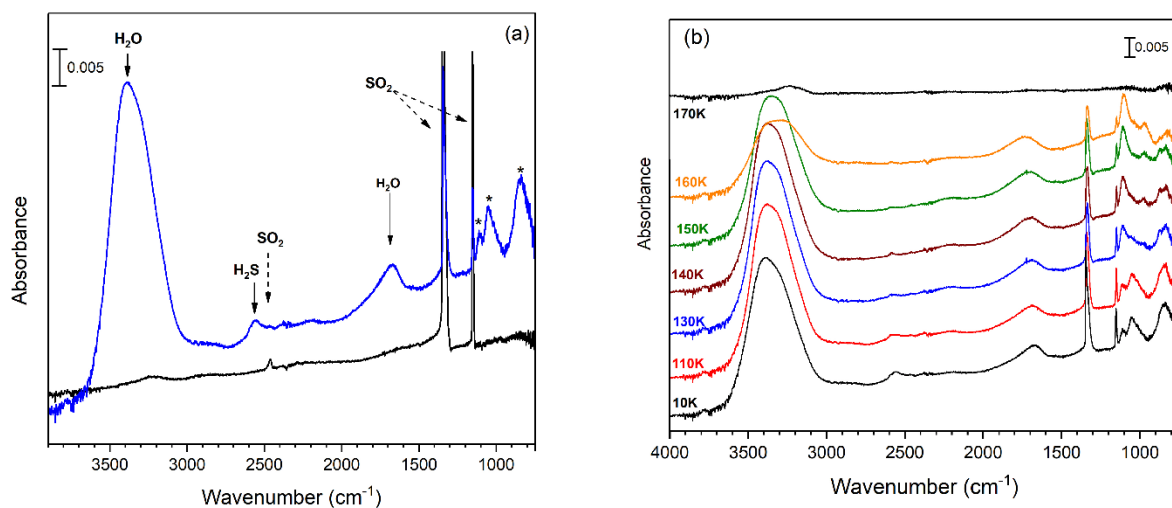 (a)
H₂O
0.005
SO₂
H₂O
SO₂
H₂S
* * *
Absorbance
3500 3000 2500 2000 1500 1000
Wavenumber (cm⁻¹)
(b)
0.005
170K
160K
150K
140K
130K
110K
10K
Absorbance
4000 3500 3000 2500 2000 1500 1000
Wavenumber (cm⁻¹)